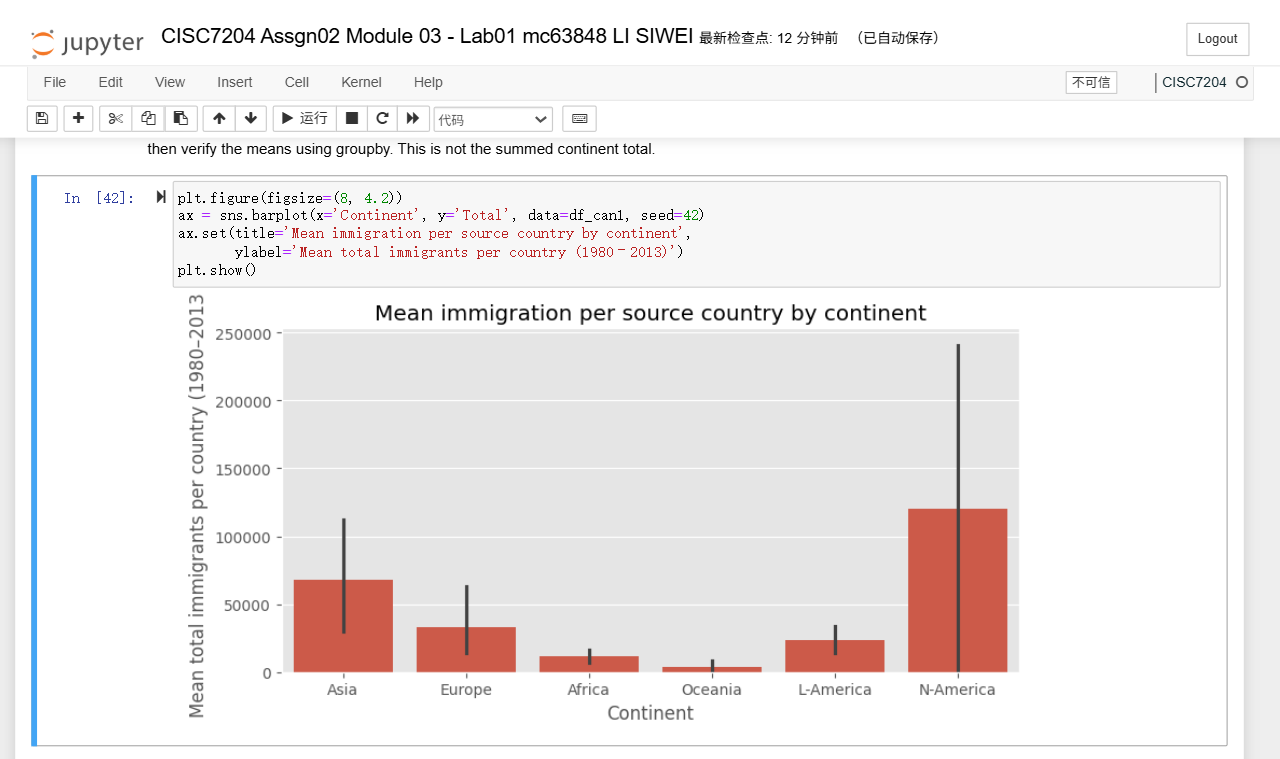 jupyter CISC7204 Assgn02 Module 03 - Lab01 mc63848 LI SIWEI 最新检查点: 12 分钟前 （已自动保存） Logout
File Edit View Insert Cell Kernel Help 不可信 CISC7204
运行 代码
then verify the means using groupby. This is not the summed continent total.
In [42]:
plt.figure(figsize=(8, 4.2))
ax = sns.barplot(x='Continent', y='Total', data=df_can1, seed=42)
ax.set(title='Mean immigration per source country by continent',
ylabel='Mean total immigrants per country (1980–2013)')
plt.show()
Mean immigration per source country by continent
Mean total immigrants per country (1980–2013
250000
200000
150000
100000
50000
0
Asia Europe Africa Oceania L-America N-America
Continent